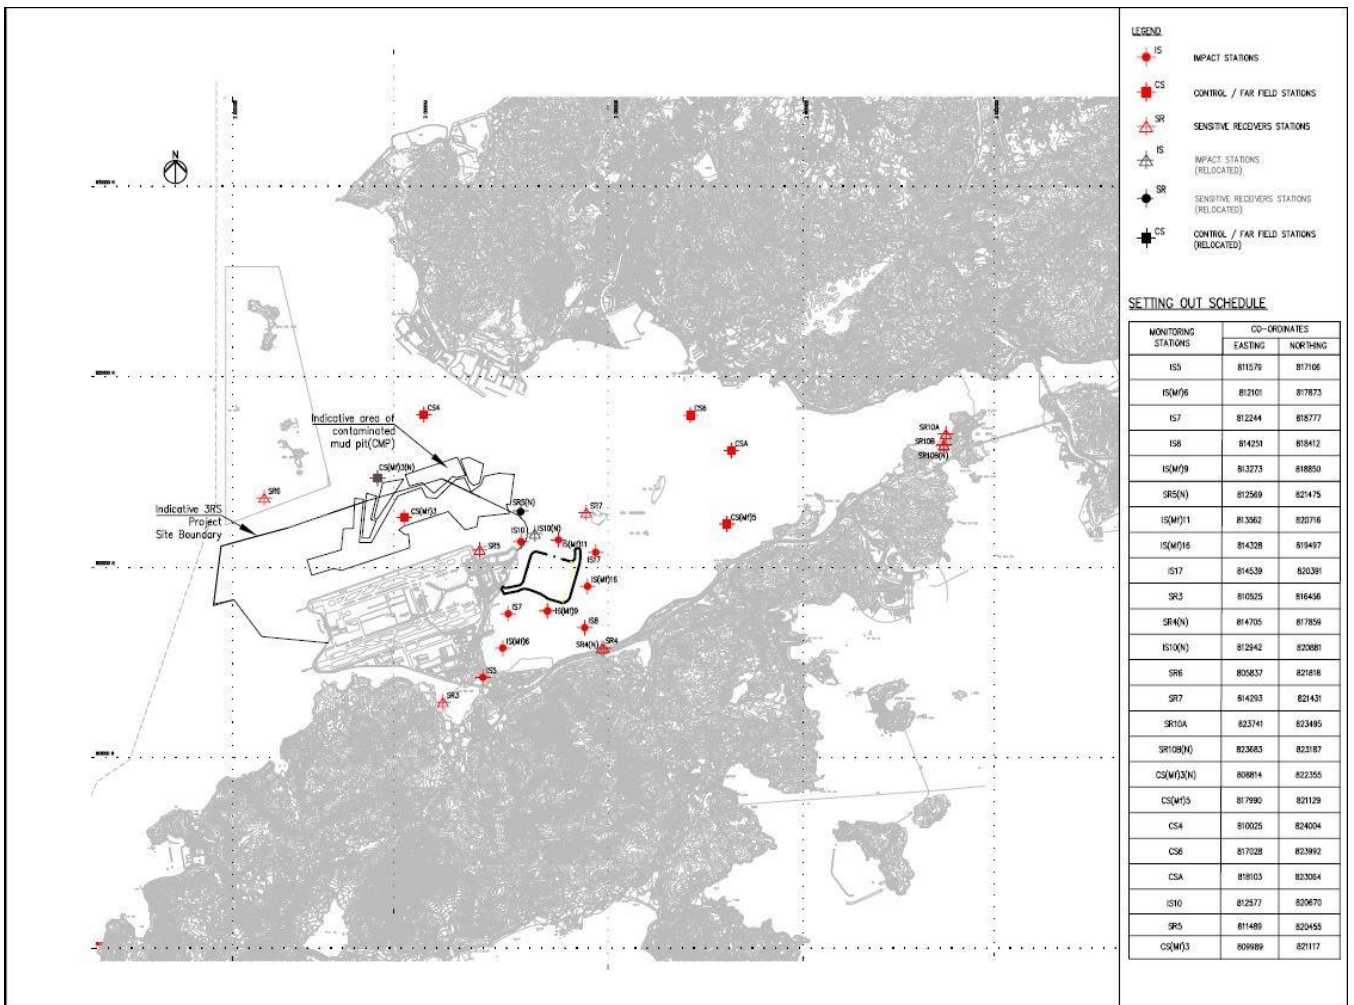 LEGEND
IS
IMPACT STATIONS
CS
CONTROL / FAR FIELD STATIONS
SR
SENSITIVE RECEIVERS STATIONS
IS
IMPACT STATIONS
(RELOCATED)
SR
SENSITIVE RECEIVERS STATIONS
(RELOCATED)
CS
CONTROL / FAR FIELD STATIONS
(RELOCATED)
N
CS4
CS6
CSA
Indicative area of
contaminated
mud pit(CMP)
SR10A
SR10B
SR10B(N)
CS(Mf)3(N)
SR6
Indicative 3RS
Project
Site Boundary
CS(Mf)3
SR5(N)
SR7
CS(Mf)5
IS10
IS10(N)
IS(Mf)11
SR5
IS17
IS(Mf)16
IS7
IS(Mf)9
IS8
IS(Mf)6
SR4(N)
SR4
IS5
SR3
SETTING OUT SCHEDULE
MONITORING STATIONS CO-ORDINATES
EASTING NORTHING
IS5 811579 817106
IS(Mf)6 812101 817873
IS7 812244 818777
IS8 814251 818412
IS(Mf)9 813273 818850
SR5(N) 812569 821475
IS(Mf)11 813562 820716
IS(Mf)16 814328 819497
IS17 814539 820391
SR3 810525 816456
SR4(N) 814705 817859
IS10(N) 812942 820881
SR6 805837 821818
SR7 814293 821431
SR10A 823741 823495
SR10B(N) 823683 823187
CS(Mf)3(N) 808814 822355
CS(Mf)5 817990 821129
CS4 810025 824004
CS6 817028 823992
CSA 818103 823064
IS10 812577 820670
SR5 811489 820455
CS(Mf)3 809989 821117